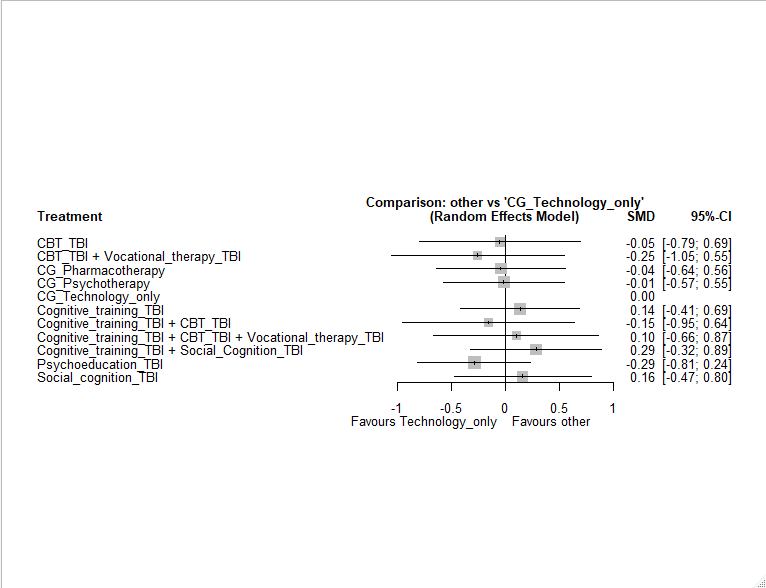 Comparison: other vs 'CG_Technology_only'
Treatment (Random Effects Model) SMD 95%-CI
CBT_TBI -0.05 [-0.79; 0.69]
CBT_TBI + Vocational_therapy_TBI -0.25 [-1.05; 0.55]
CG_Pharmacotherapy -0.04 [-0.64; 0.56]
CG_Psychotherapy -0.01 [-0.57; 0.55]
CG_Technology_only 0.00
Cognitive_training_TBI 0.14 [-0.41; 0.69]
Cognitive_training_TBI + CBT_TBI -0.15 [-0.95; 0.64]
Cognitive_training_TBI + CBT_TBI + Vocational_therapy_TBI 0.10 [-0.66; 0.87]
Cognitive_training_TBI + Social_Cognition_TBI 0.29 [-0.32; 0.89]
Psychoeducation_TBI -0.29 [-0.81; 0.24]
Social_cognition_TBI 0.16 [-0.47; 0.80]
-1 -0.5 0 0.5 1
Favours Technology_only Favours other